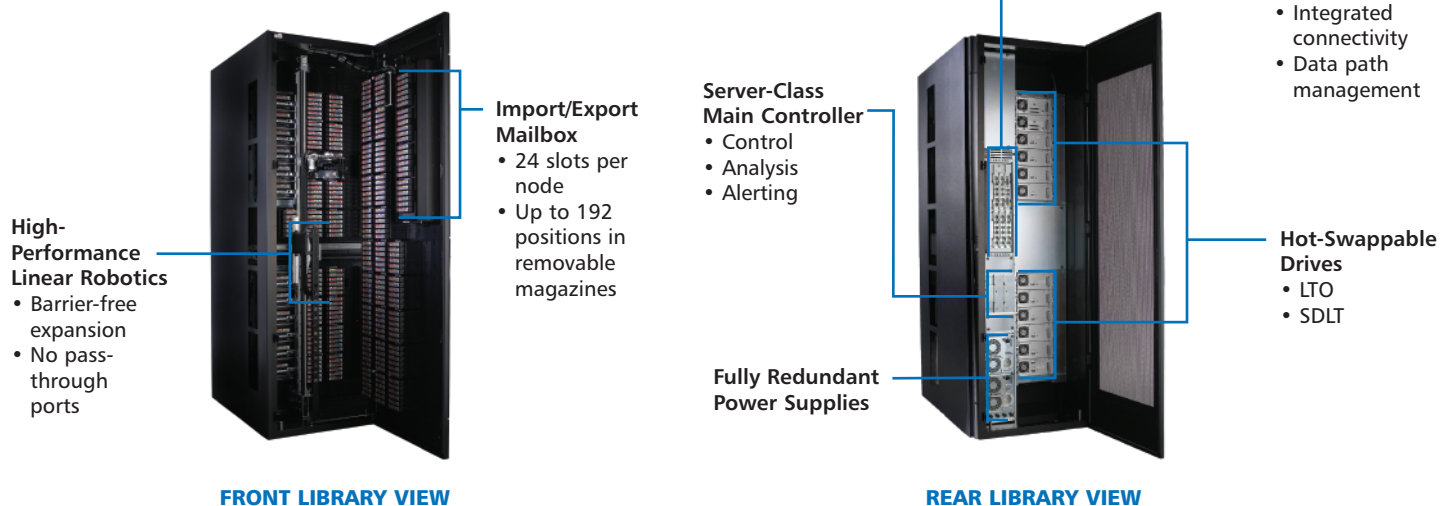 Import/Export
Mailbox
• 24 slots per
node
• Up to 192
positions in
removable
magazines
High-
Performance
Linear Robotics
• Barrier-free
expansion
• No pass-
through
ports
FRONT LIBRARY VIEW
• Integrated
connectivity
• Data path
management
Server-Class
Main Controller
• Control
• Analysis
• Alerting
Hot-Swappable
Drives
• LTO
• SDLT
Fully Redundant
Power Supplies
REAR LIBRARY VIEW